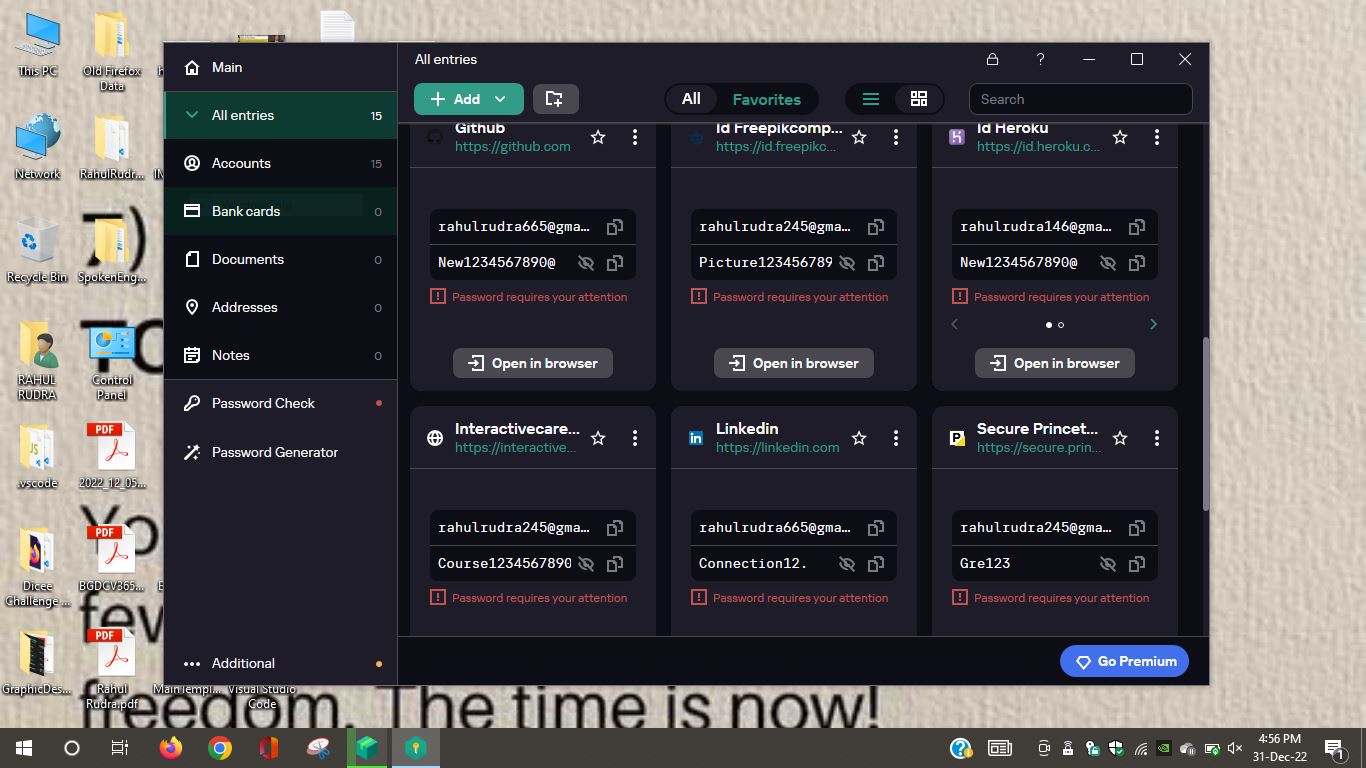 This PC
Old Firefox
Data
Network
RahulRudr...
Recycle Bin
SpokenEng...
RAHUL
RUDRA
Control
Panel
.vscode
2022_12_05...
Dicee
Challenge ...
BGDCV365...
GraphicDes...
Rahul
Rudra.pdf
MainTempl...
Visual Studio
Code
Main
All entries 15
Accounts 15
Bank cards 0
Documents 0
Addresses 0
Notes 0
Password Check
Password Generator
Additional
All entries
Add
All Favorites
Search
Github
https://github.com
rahulrudra665@gma...
New1234567890@
Password requires your attention
Open in browser
Id Freepikcomp...
https://id.freepikc...
rahulrudra245@gma...
Picture123456789
Password requires your attention
Open in browser
Id Heroku
https://id.heroku.c...
rahulrudra146@gma...
New1234567890@
Password requires your attention
Open in browser
Interactivecare...
https://interactive...
rahulrudra245@gma...
Course1234567890
Password requires your attention
Linkedin
https://linkedin.com
rahulrudra665@gma...
Connection12.
Password requires your attention
Secure Princet...
https://secure.prin...
rahulrudra245@gma...
Gre123
Password requires your attention
Go Premium
freedom. The time is now!
4:56 PM
31-Dec-22
1